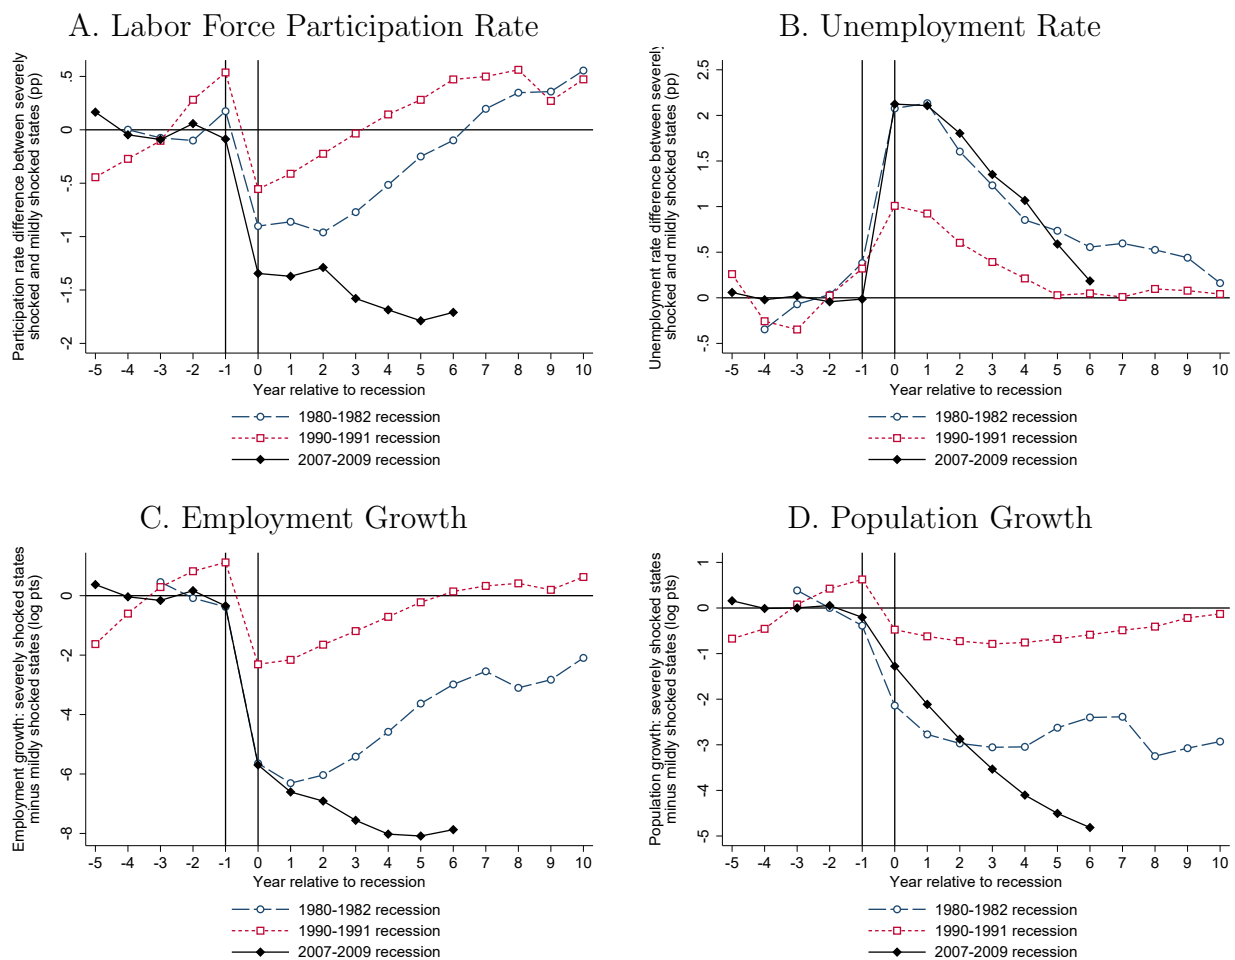 A. Labor Force Participation Rate
Participation rate difference between severely
shocked and mildly shocked states (pp)
.5
0
-.5
-1
-1.5
-2
-5 -4 -3 -2 -1 0 1 2 3 4 5 6 7 8 9 10
Year relative to recession
1980-1982 recession
1990-1991 recession
2007-2009 recession
B. Unemployment Rate
Unemployment rate difference between severely
shocked and mildly shocked states (pp)
2.5
2
1.5
1
.5
0
-.5
-5 -4 -3 -2 -1 0 1 2 3 4 5 6 7 8 9 10
Year relative to recession
1980-1982 recession
1990-1991 recession
2007-2009 recession
C. Employment Growth
Employment growth: severely shocked states
minus mildly shocked states (log pts)
0
-2
-4
-6
-8
-5 -4 -3 -2 -1 0 1 2 3 4 5 6 7 8 9 10
Year relative to recession
1980-1982 recession
1990-1991 recession
2007-2009 recession
D. Population Growth
Population growth: severely shocked states
minus mildly shocked states (log pts)
1
0
-1
-2
-3
-4
-5
-5 -4 -3 -2 -1 0 1 2 3 4 5 6 7 8 9 10
Year relative to recession
1980-1982 recession
1990-1991 recession
2007-2009 recession